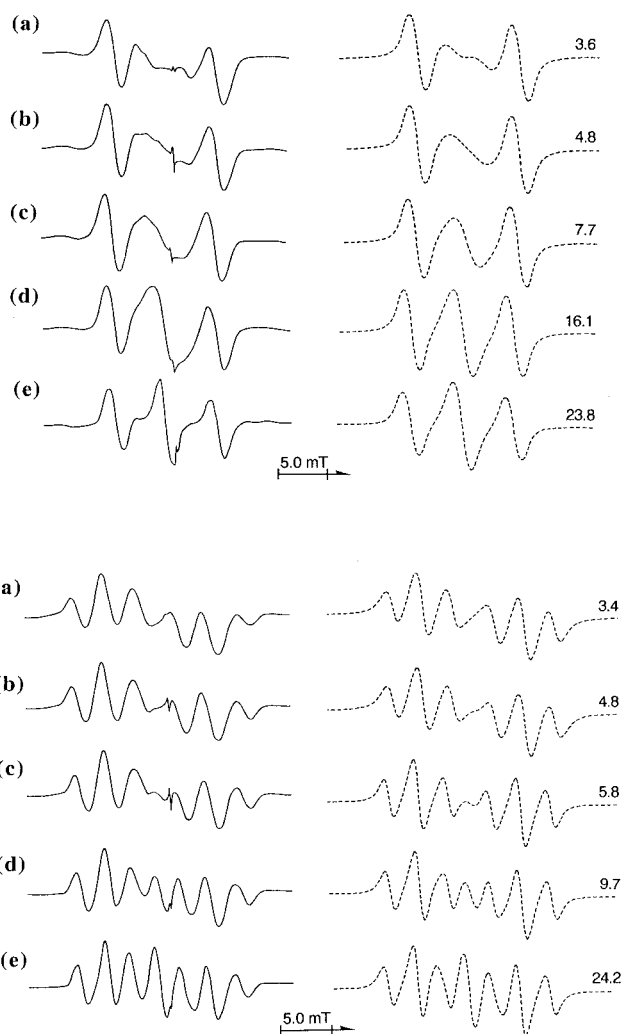 (a)
3.6
(b)
4.8
(c)
7.7
(d)
16.1
(e)
23.8
5.0 mT
a)
3.4
(b)
4.8
(c)
5.8
(d)
9.7
(e)
24.2
5.0 mT